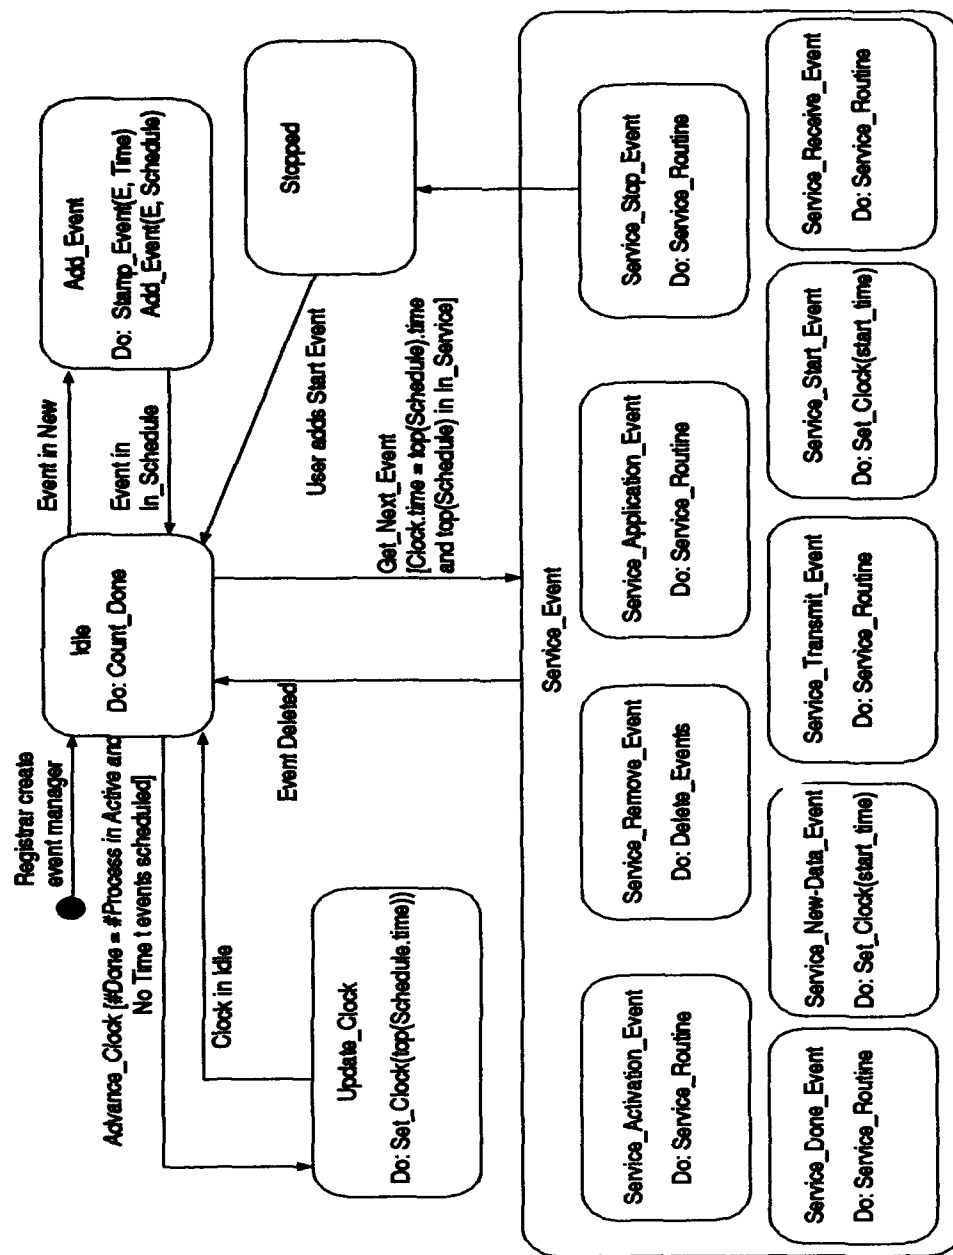 Registrar create
event manager
Idle
Do: Count_Done
Event in New
Event in
In_Schedule
Add_Event
Do: Stamp_Event(E, Time)
Add_Event(E, Schedule)
Advance_Clock [#Done = #Process in Active and
No Time t events scheduled]
Clock in Idle
Update_Clock
Do: Set_Clock(top(Schedule.time))
User adds Start Event
Stopped
Event Deleted
Get_Next_Event
[Clock.time = top(Schedule).time
and top(Schedule) in In_Service]
Service_Event
Service_Activation_Event
Do: Service_Routine
Service_Remove_Event
Do: Delete_Events
Service_Application_Event
Do: Service_Routine
Service_Stop_Event
Do: Service_Routine
Service_Done_Event
Do: Service_Routine
Service_New-Data_Event
Do: Set_Clock(start_time)
Service_Transmit_Event
Do: Service_Routine
Service_Start_Event
Do: Set_Clock(start_time)
Service_Receive_Event
Do: Service_Routine